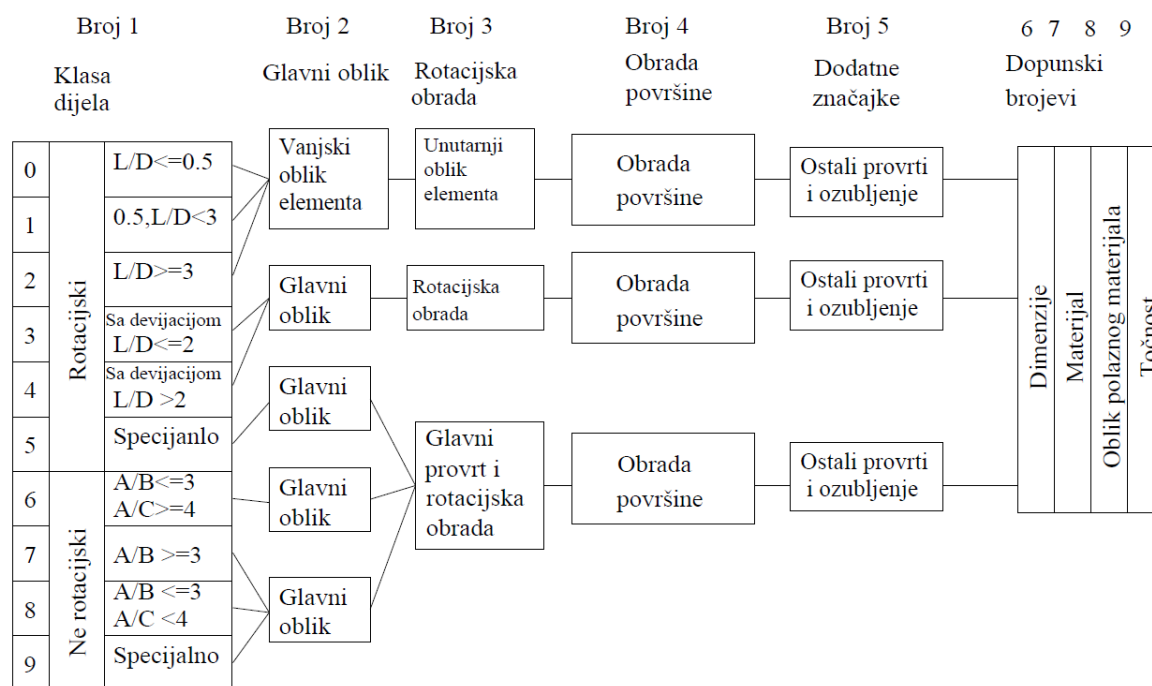 Broj 1
Broj 2
Broj 3
Broj 4
Broj 5
6 7 8 9
Klasa
dijela
Glavni oblik
Rotacijska
obrada
Obrada
površine
Dodatne
značajke
Dopunski
brojevi
0
1
2
3
4
5
6
7
8
9
Rotacijski
Ne rotacijski
L/D<=0.5
0.5,L/D<3
L/D>=3
Sa devijacijom
L/D<=2
Sa devijacijom
L/D >2
Specijanlo
A/B<=3
A/C>=4
A/B >=3
A/B <=3
A/C <4
Specijalno
Vanjski
oblik
elementa
Unutarnji
oblik
elementa
Obrada
površine
Ostali provrti
i ozubljenje
Glavni
oblik
Rotacijska
obrada
Obrada
površine
Ostali provrti
i ozubljenje
Glavni
oblik
Glavni
oblik
Glavni
oblik
Glavni
provrt i
rotacijska
obrada
Obrada
površine
Ostali provrti
i ozubljenje
Dimenzije
Materijal
Oblik polaznog materijala
Točnost